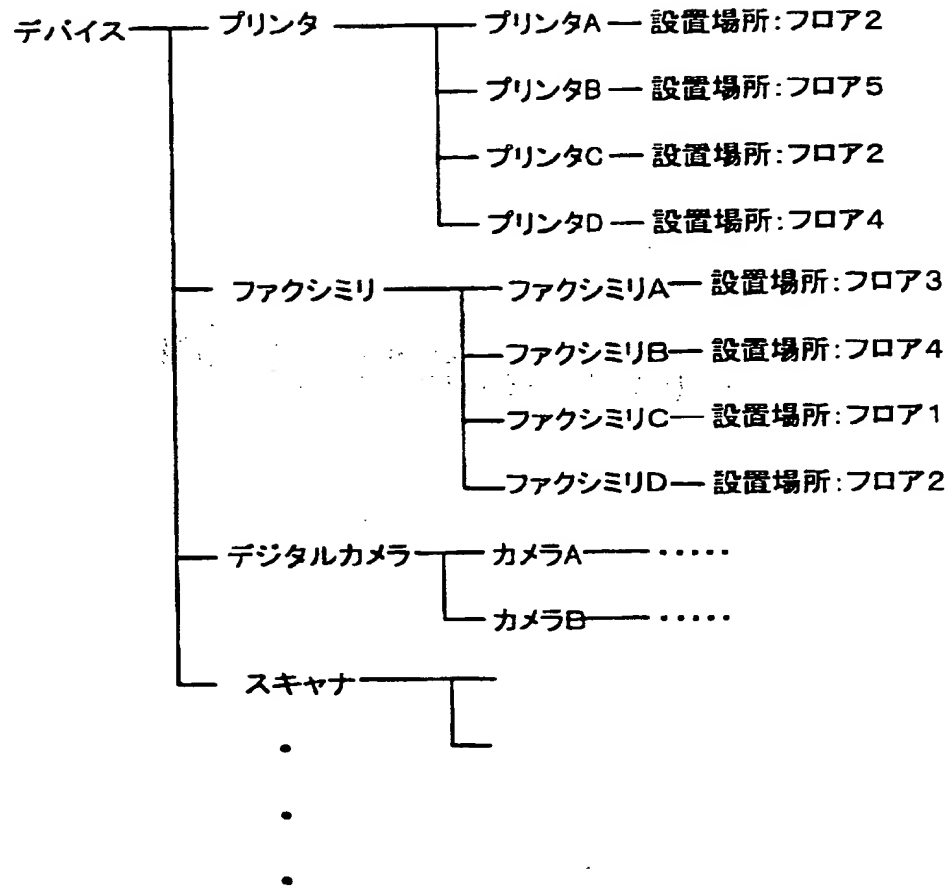 デバイス プリンタ プリンタA 設置場所:フロア2
プリンタB 設置場所:フロア5
プリンタC 設置場所:フロア2
プリンタD 設置場所:フロア4
ファクシミリ ファクシミリA 設置場所:フロア3
ファクシミリB 設置場所:フロア4
ファクシミリC 設置場所:フロア1
ファクシミリD 設置場所:フロア2
デジタルカメラ カメラA ・・・・・
カメラB ・・・・・
スキャナ
・
・
・